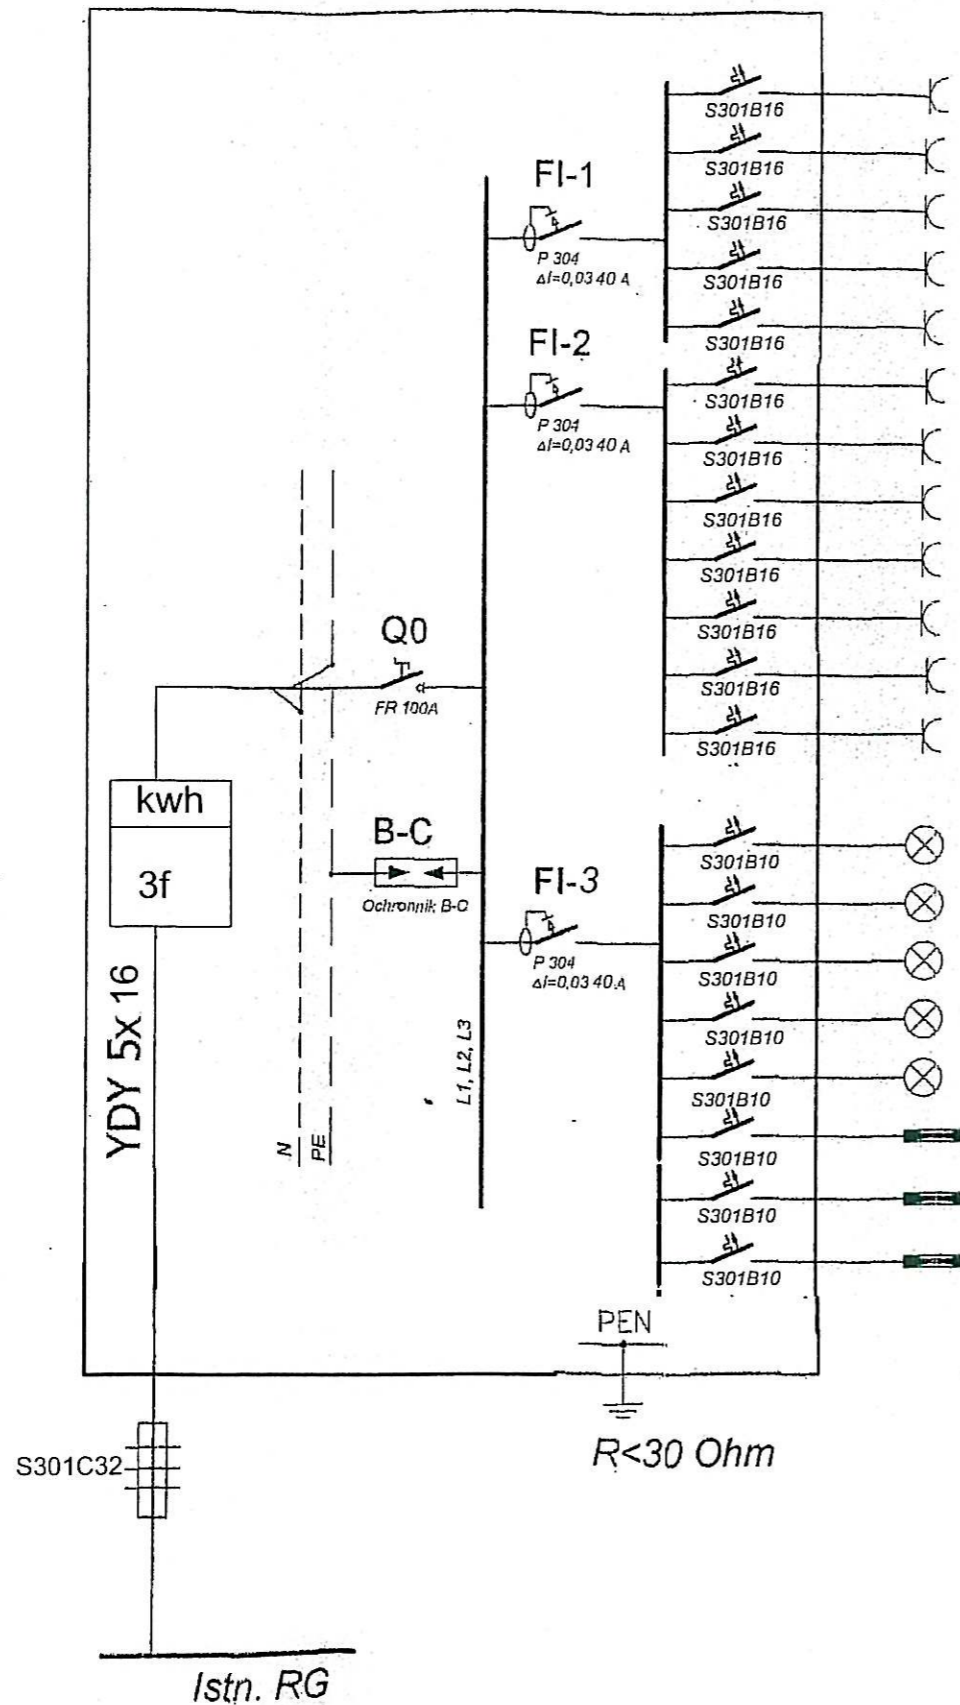 S301B16
S301B16
S301B16
S301B16
S301B16
FI-1
P 304
ΔI=0,03 40 A
FI-2
P 304
ΔI=0,03 40 A
S301B16
S301B16
S301B16
S301B16
S301B16
S301B16
S301B16
Q0
FR 100A
kwh
3f
B-C
Ochronnik B-C
FI-3
P 304
ΔI=0,03 40 A
S301B10
S301B10
S301B10
S301B10
S301B10
S301B10
S301B10
S301B10
YDY 5x 16
N
PE
L1, L2, L3
PEN
R<30 Ohm
S301C32
Istn. RG